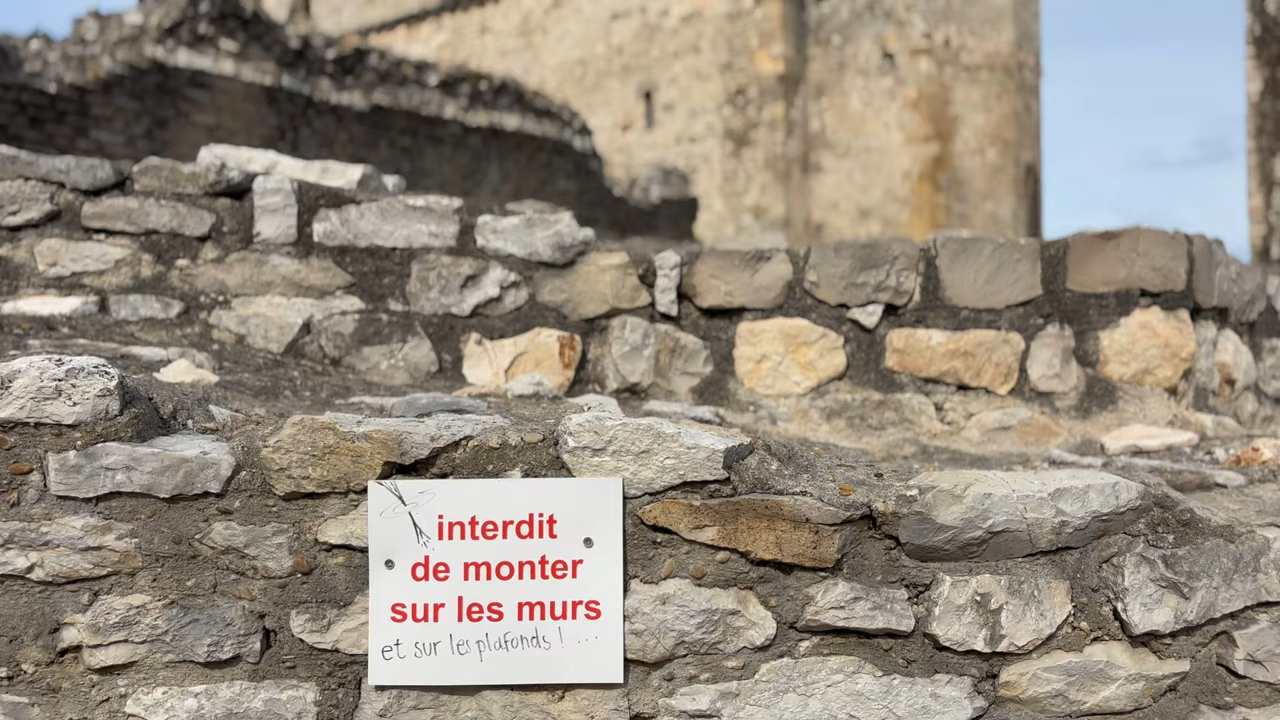 interdit
de monter
sur les murs
et sur les plafonds ! ...